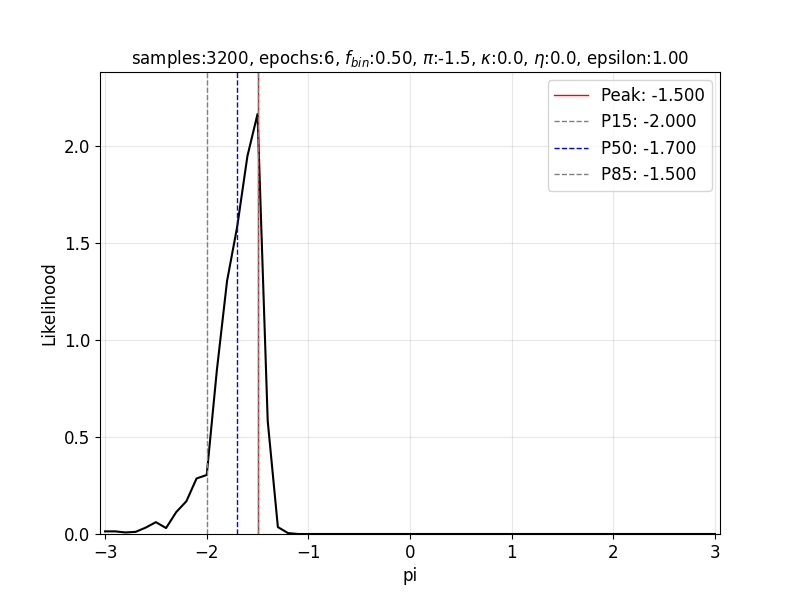 samples:3200, epochs:6, f_bin:0.50, π:-1.5, κ:0.0, η:0.0, epsilon:1.00
Peak: -1.500
P15: -2.000
P50: -1.700
P85: -1.500
2.0
1.5
1.0
0.5
0.0
Likelihood
−3 −2 −1 0 1 2 3
pi